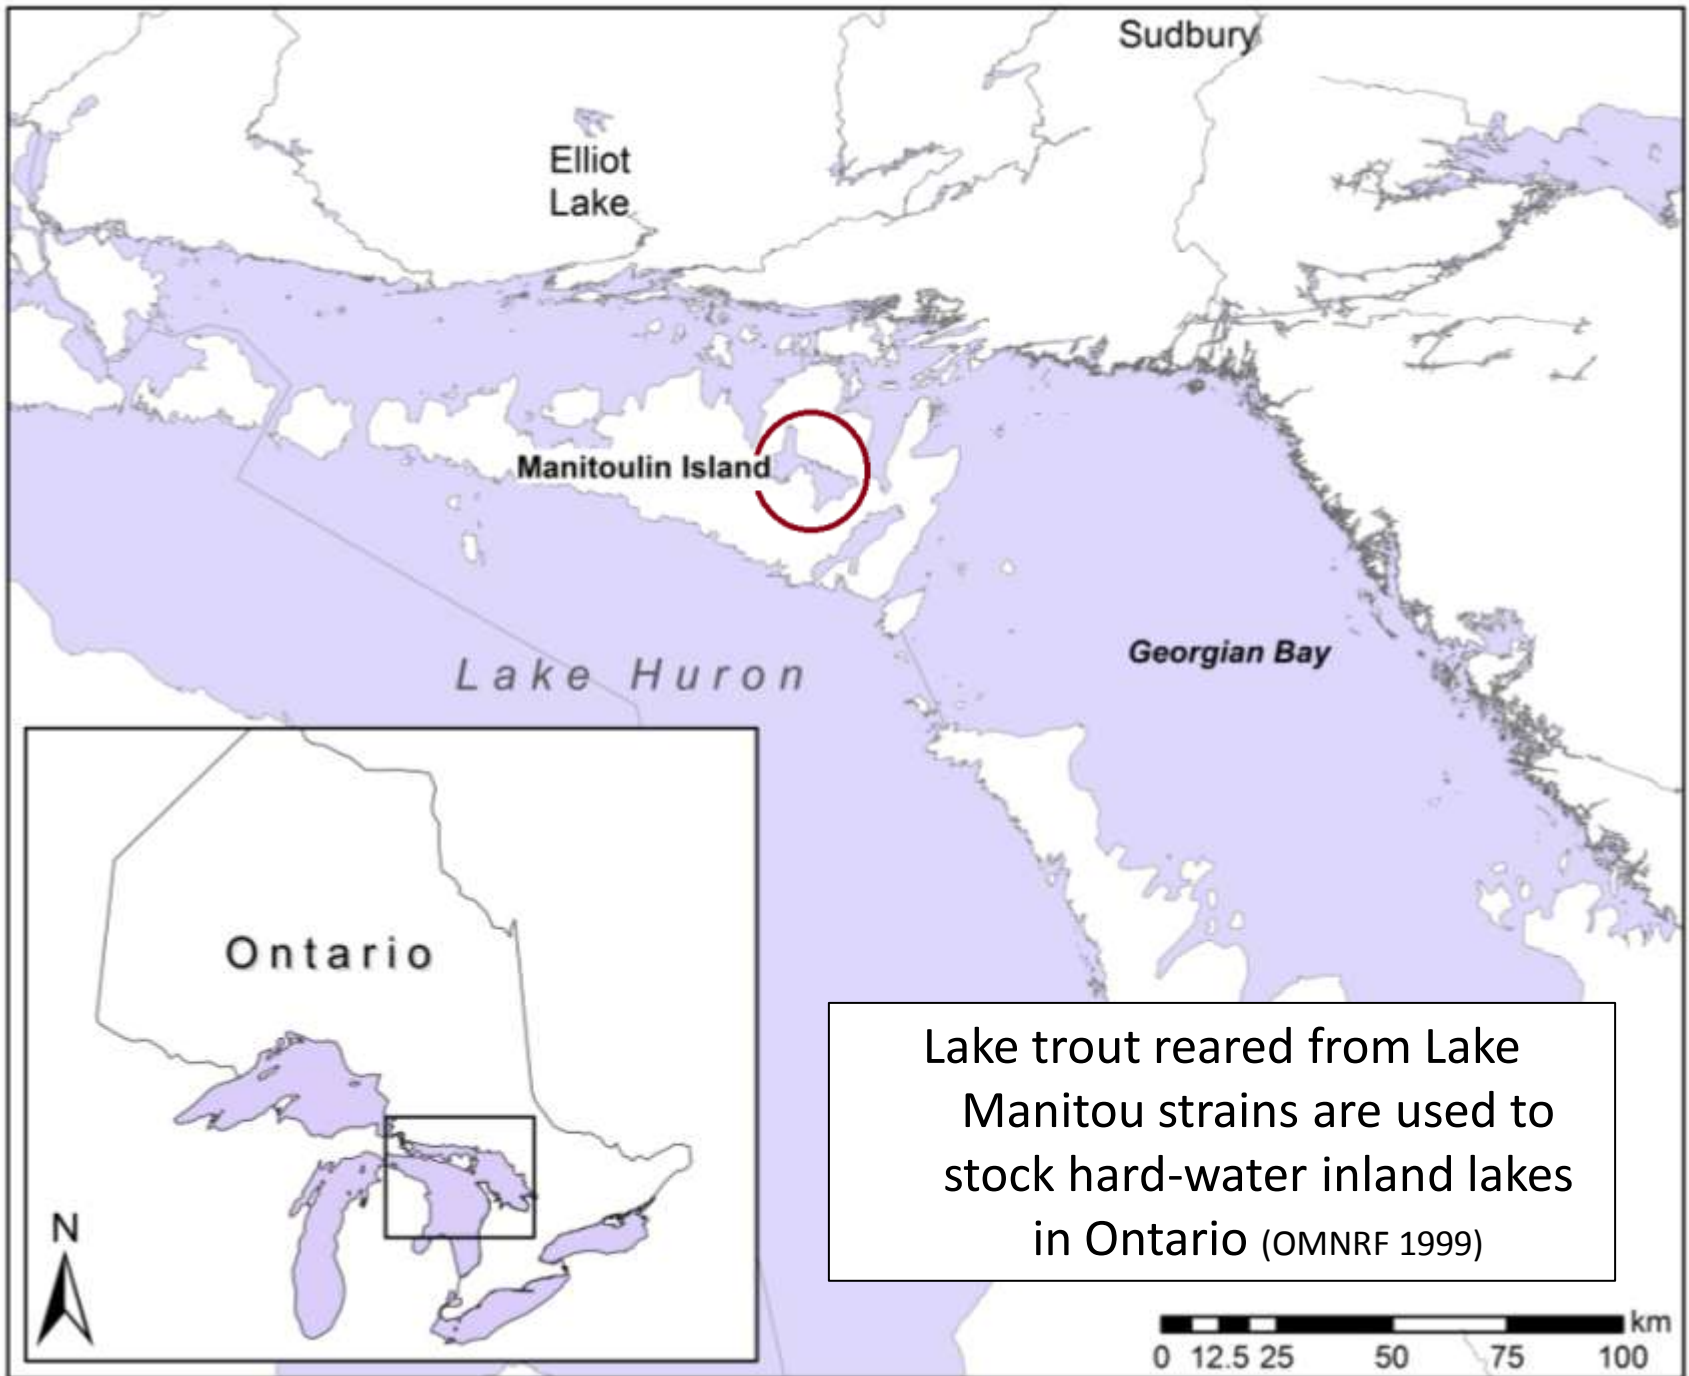 Sudbury
Elliot
Lake
Manitoulin Island
Georgian Bay
Lake Huron
Ontario
N
Lake trout reared from Lake
Manitou strains are used to
stock hard-water inland lakes
in Ontario (OMNRF 1999)
km
0 12.5 25 50 75 100